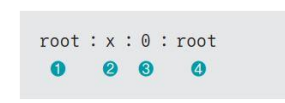 root : x : 0 : root
1 2 3 4